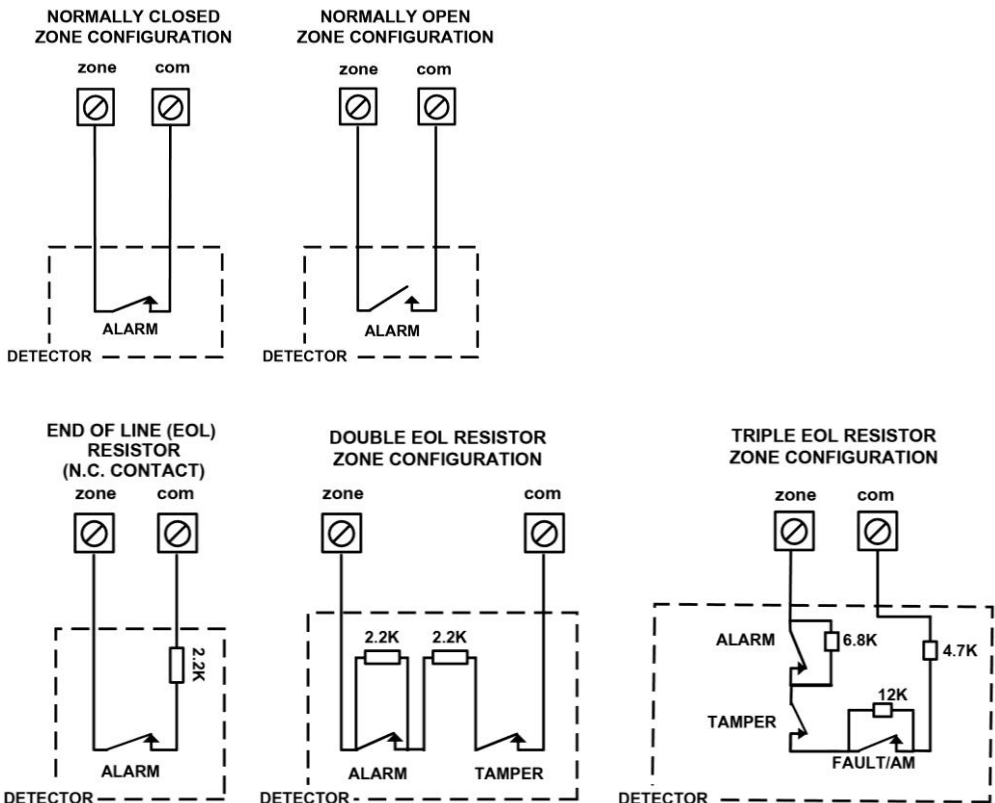 NORMALLY CLOSED
ZONE CONFIGURATION
zone com
ALARM
DETECTOR
NORMALLY OPEN
ZONE CONFIGURATION
zone com
ALARM
DETECTOR
END OF LINE (EOL)
RESISTOR
(N.C. CONTACT)
zone com
2.2K
ALARM
DETECTOR
DOUBLE EOL RESISTOR
ZONE CONFIGURATION
zone com
2.2K 2.2K
ALARM TAMPER
DETECTOR
TRIPLE EOL RESISTOR
ZONE CONFIGURATION
zone com
ALARM 6.8K 4.7K
TAMPER 12K
FAULT/AM
DETECTOR